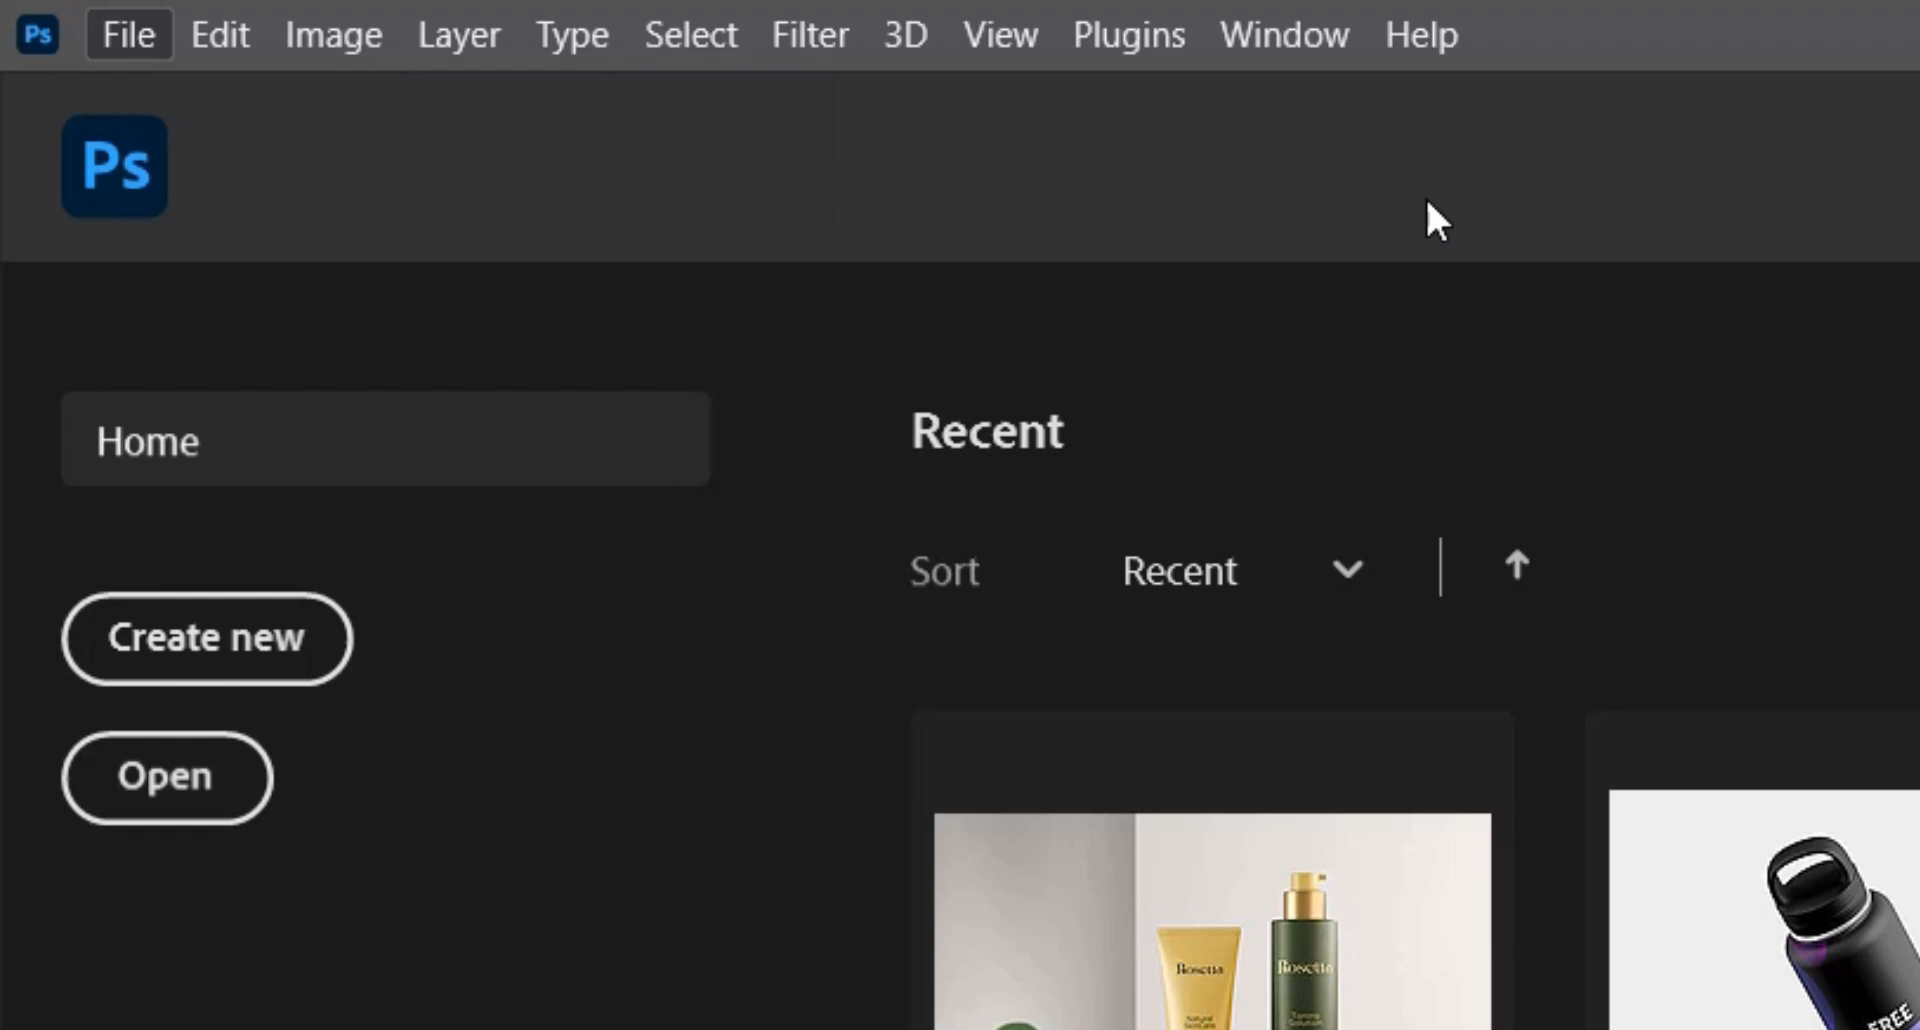 Ps File Edit Image Layer Type Select Filter 3D View Plugins Window Help
Ps
Home
Recent
Sort Recent
Create new
Open
Rosetta
Rosetta
FREE